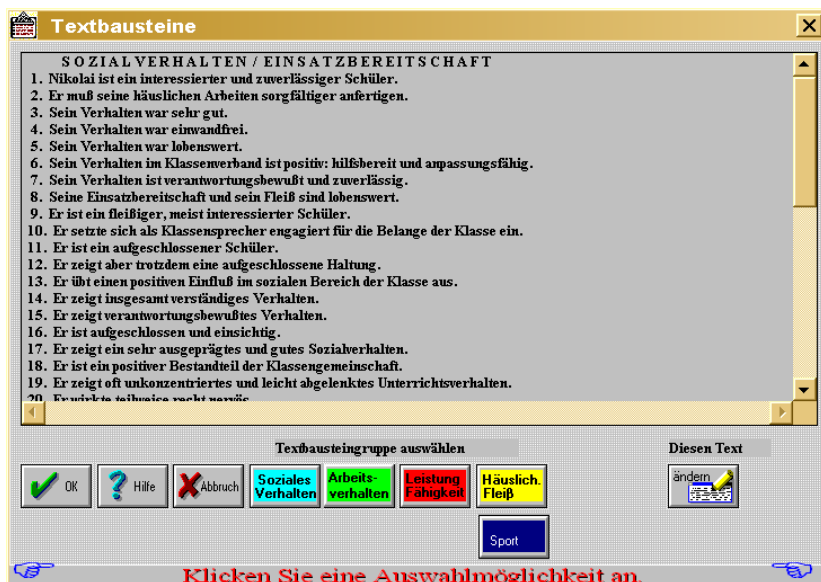 Textbausteine
S O Z I A L V E R H A L T E N / E I N S A T Z B E R E I T S C H A F T
1. Nikolai ist ein interessierter und zuverlässiger Schüler.
2. Er muß seine häuslichen Arbeiten sorgfältiger anfertigen.
3. Sein Verhalten war sehr gut.
4. Sein Verhalten war einwandfrei.
5. Sein Verhalten war lobenswert.
6. Sein Verhalten im Klassenverband ist positiv: hilfsbereit und anpassungsfähig.
7. Sein Verhalten ist verantwortungsbewußt und zuverlässig.
8. Seine Einsatzbereitschaft und sein Fleiß sind lobenswert.
9. Er ist ein fleißiger, meist interessierter Schüler.
10. Er setzte sich als Klassensprecher engagiert für die Belange der Klasse ein.
11. Er ist ein aufgeschlossener Schüler.
12. Er zeigt aber trotzdem eine aufgeschlossene Haltung.
13. Er übt einen positiven Einfluß im sozialen Bereich der Klasse aus.
14. Er zeigt insgesamt verständiges Verhalten.
15. Er zeigt verantwortungsbewußtes Verhalten.
16. Er ist aufgeschlossen und einsichtig.
17. Er zeigt ein sehr ausgeprägtes und gutes Sozialverhalten.
18. Er ist ein positiver Bestandteil der Klassengemeinschaft.
19. Er zeigt oft unkonzentriertes und leicht abgelenktes Unterrichtsverhalten.
20. Er wirkte teilweise recht nervös.
Textbausteingruppe auswählen
Diesen Text
OK
Hilfe
Abbruch
Soziales
Verhalten
Arbeits-
verhalten
Leistung
Fähigkeit
Häuslich.
Fleiß
ändern
Sport
Klicken Sie eine Auswahlmöglichkeit an.